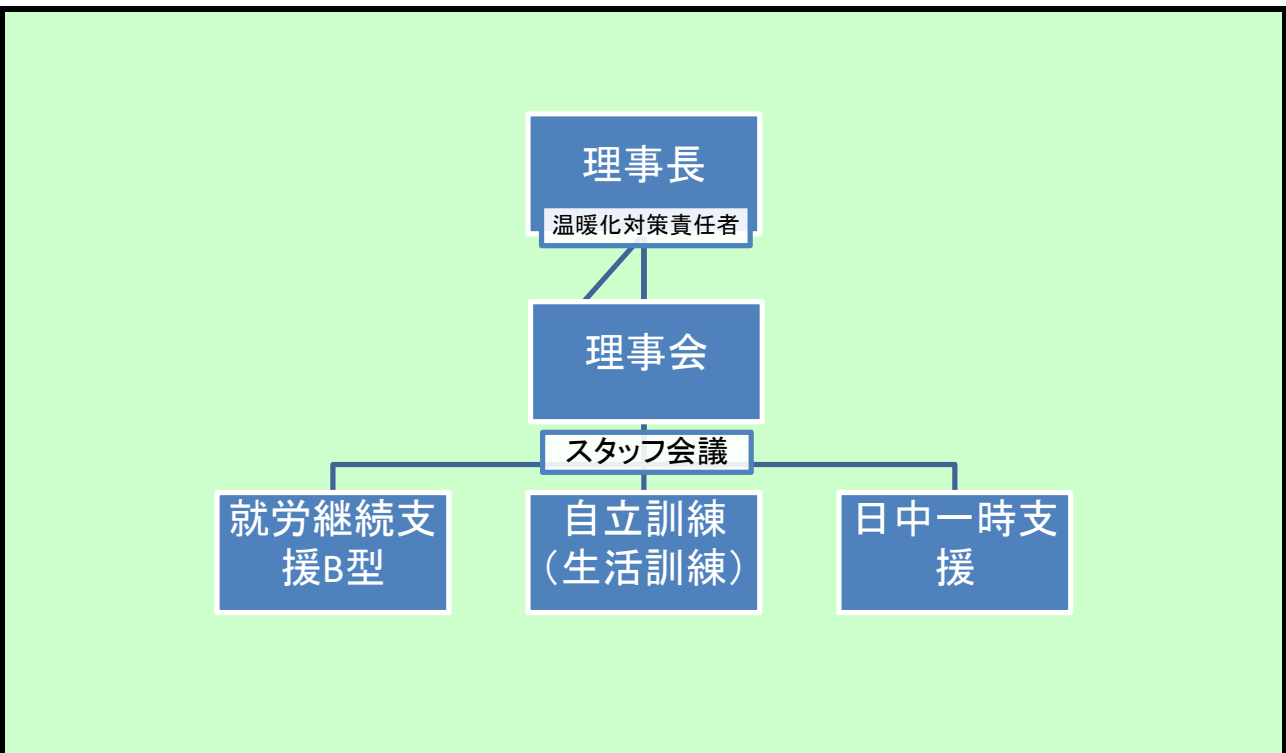 理事長
温暖化対策責任者
理事会
スタッフ会議
就労継続支
援B型
自立訓練
（生活訓練）
日中一時支
援